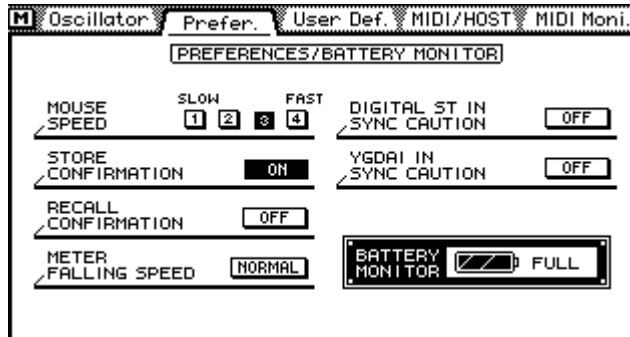 M Oscillator Prefer. User Def. MIDI/HOST MIDI Moni.
PREFERENCES/BATTERY MONITOR
MOUSE SPEED
SLOW FAST
1 2 3 4
DIGITAL ST IN
SYNC CAUTION
OFF
STORE
CONFIRMATION
ON
YGDAI IN
SYNC CAUTION
OFF
RECALL
CONFIRMATION
OFF
METER
FALLING SPEED
NORMAL
BATTERY
MONITOR
FULL